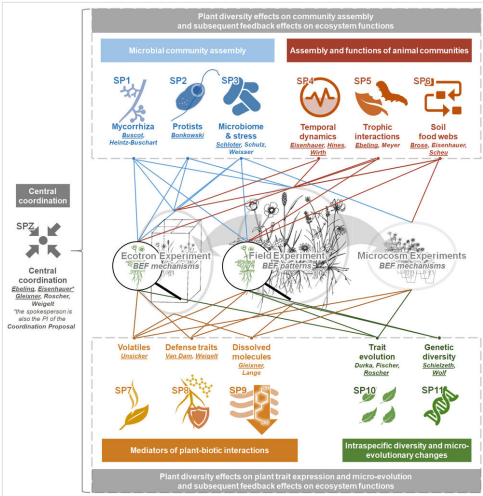 Plant diversity effects on community assembly
and subsequent feedback effects on ecosystem functions
Microbial community assembly
Assembly and functions of animal communities
SP1
SP2
SP3
SP4
SP5
SP6
Mycorrhiza
Buscot,
Heintz-Buschart
Protists
Bonkowski
Microbiome
& stress
Schloter, Schulz,
Weisser
Temporal
dynamics
Eisenhauer, Hines,
Wirth
Trophic
interactions
Ebeling, Meyer
Soil
food webs
Brose, Eisenhauer,
Scheu
Central
coordination
SPZ
Central
coordination
Ebeling, Eisenhauer*
Gleixner, Roscher,
Weigelt
*the spokesperson is
also the PI of the
Coordination Proposal
Ecotron Experiment
BEF mechanisms
Field Experiment
BEF patterns
Microcosm Experiments
BEF mechanisms
Volatiles
Unsicker
Defense traits
Van Dam, Weigelt
Dissolved
molecules
Gleixner,
Lange
Trait
evolution
Durka, Fischer,
Roscher
Genetic
diversity
Schielzeth,
Wolf
SP7
SP8
SP9
SP10
SP11
Mediators of plant-biotic interactions
Intraspecific diversity and micro-
evolutionary changes
Plant diversity effects on plant trait expression and micro-evolution
and subsequent feedback effects on ecosystem functions